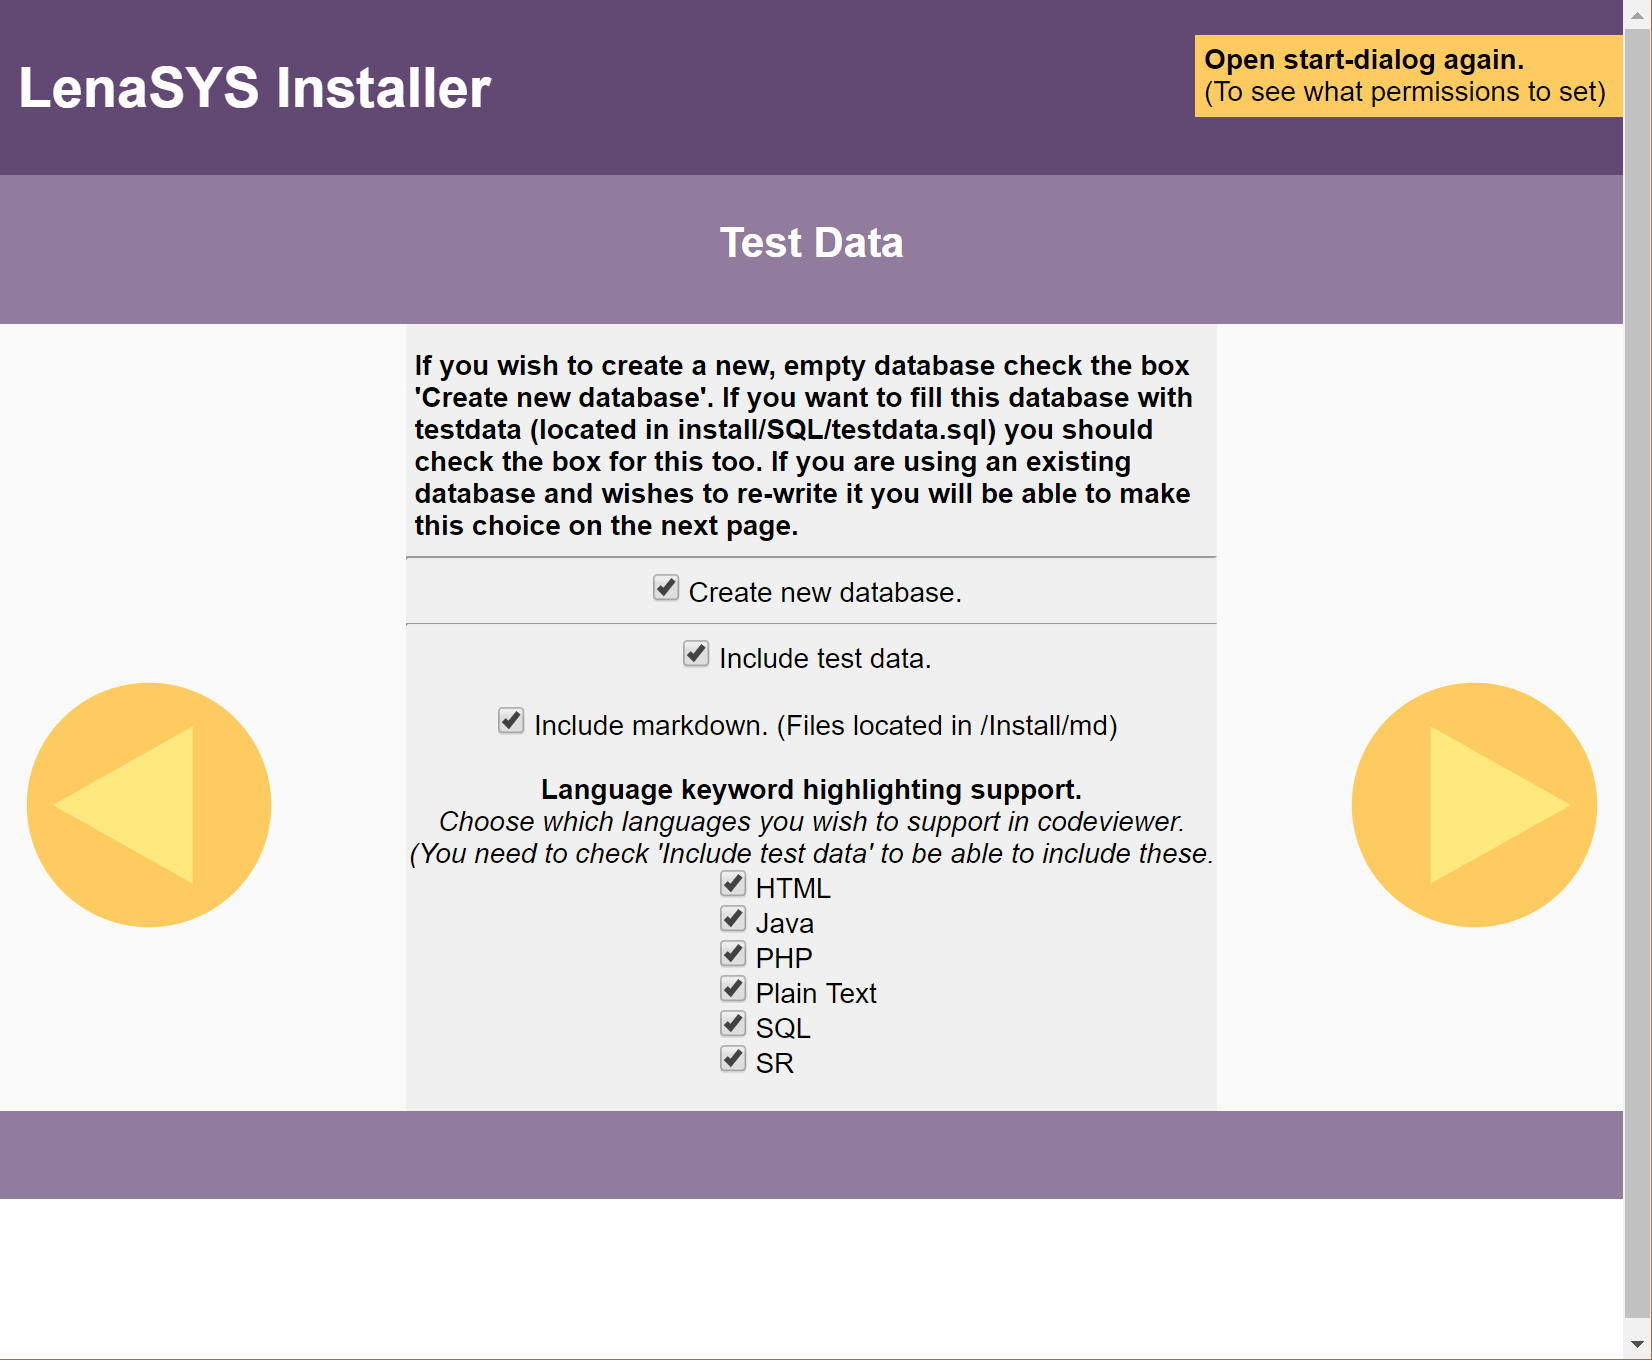 LenaSYS Installer
Open start-dialog again.
(To see what permissions to set)
Test Data
If you wish to create a new, empty database check the box
'Create new database'. If you want to fill this database with
testdata (located in install/SQL/testdata.sql) you should
check the box for this too. If you are using an existing
database and wishes to re-write it you will be able to make
this choice on the next page.
Create new database.
Include test data.
Include markdown. (Files located in /Install/md)
Language keyword highlighting support.
Choose which languages you wish to support in codeviewer.
(You need to check 'Include test data' to be able to include these.
HTML
Java
PHP
Plain Text
SQL
SR